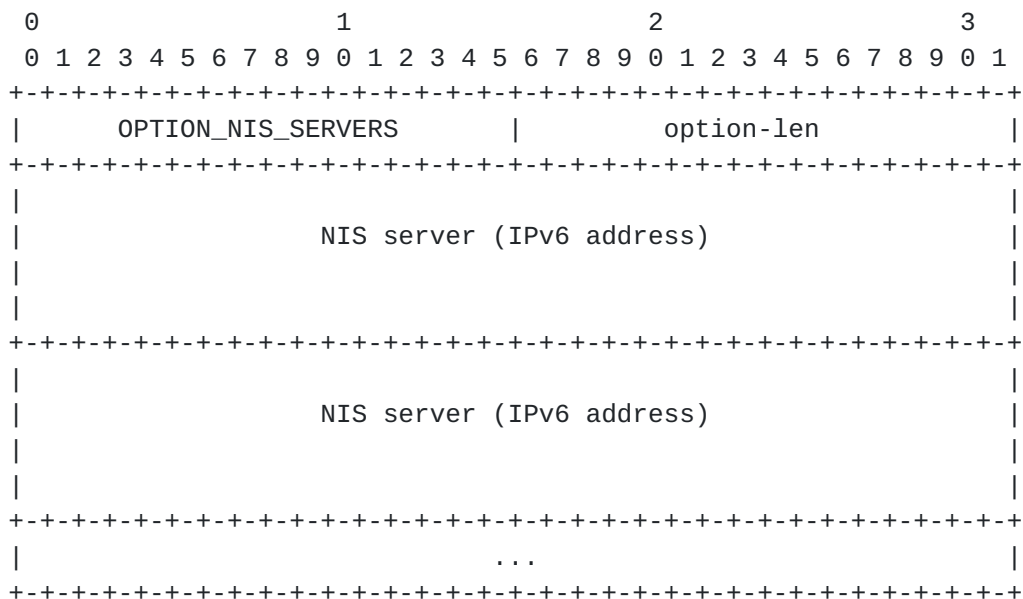 0                   1                   2                   3
 0 1 2 3 4 5 6 7 8 9 0 1 2 3 4 5 6 7 8 9 0 1 2 3 4 5 6 7 8 9 0 1
+-+-+-+-+-+-+-+-+-+-+-+-+-+-+-+-+-+-+-+-+-+-+-+-+-+-+-+-+-+-+-+-+
|      OPTION_NIS_SERVERS       |         option-len            |
+-+-+-+-+-+-+-+-+-+-+-+-+-+-+-+-+-+-+-+-+-+-+-+-+-+-+-+-+-+-+-+-+
|                                                               |
|                   NIS server (IPv6 address)                   |
|                                                               |
|                                                               |
+-+-+-+-+-+-+-+-+-+-+-+-+-+-+-+-+-+-+-+-+-+-+-+-+-+-+-+-+-+-+-+-+
|                                                               |
|                   NIS server (IPv6 address)                   |
|                                                               |
|                                                               |
+-+-+-+-+-+-+-+-+-+-+-+-+-+-+-+-+-+-+-+-+-+-+-+-+-+-+-+-+-+-+-+-+
|                              ...                              |
+-+-+-+-+-+-+-+-+-+-+-+-+-+-+-+-+-+-+-+-+-+-+-+-+-+-+-+-+-+-+-+-+